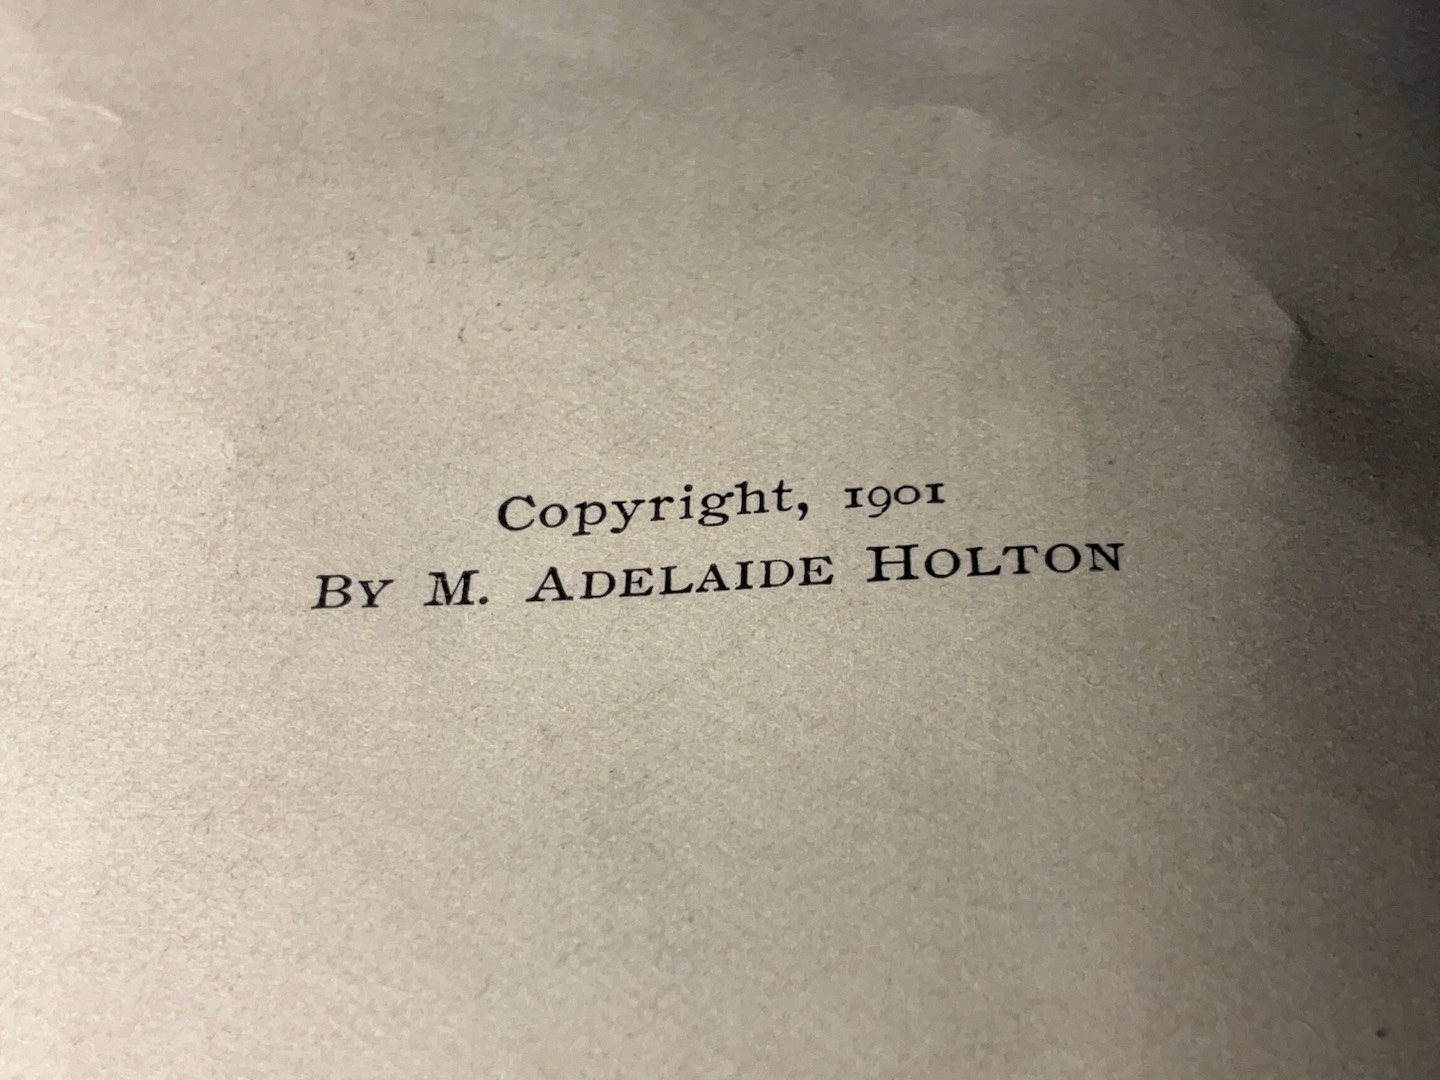 Copyright, 1901
By M. Adelaide Holton